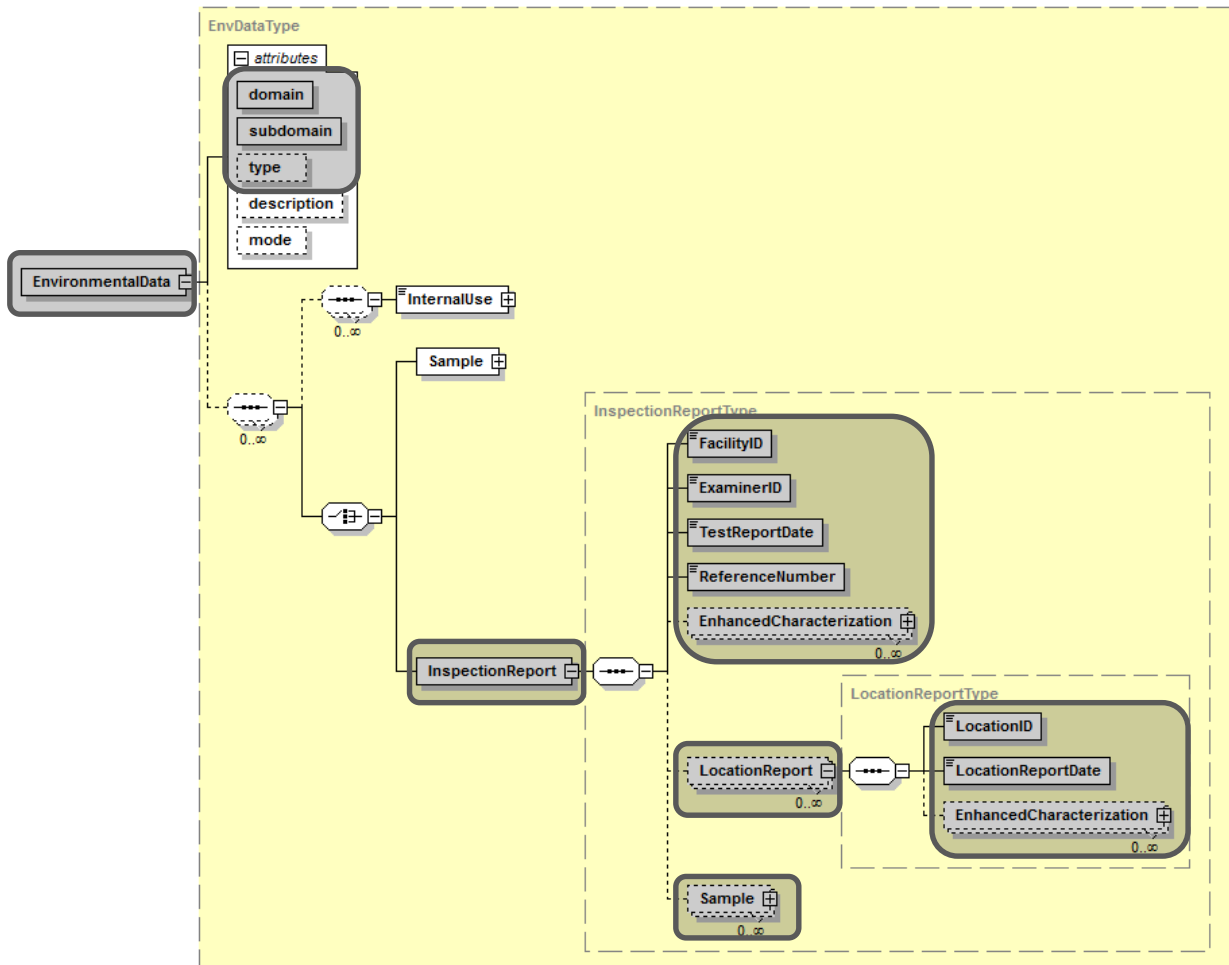 EnvDataType
attributes
domain
subdomain
type
description
mode
EnvironmentalData
InternalUse
0..∞
Sample
0..∞
InspectionReportType
FacilityID
ExaminerID
TestReportDate
ReferenceNumber
EnhancedCharacterization
0..∞
InspectionReport
LocationReportType
LocationID
LocationReport
LocationReportDate
0..∞
EnhancedCharacterization
0..∞
Sample
0..∞